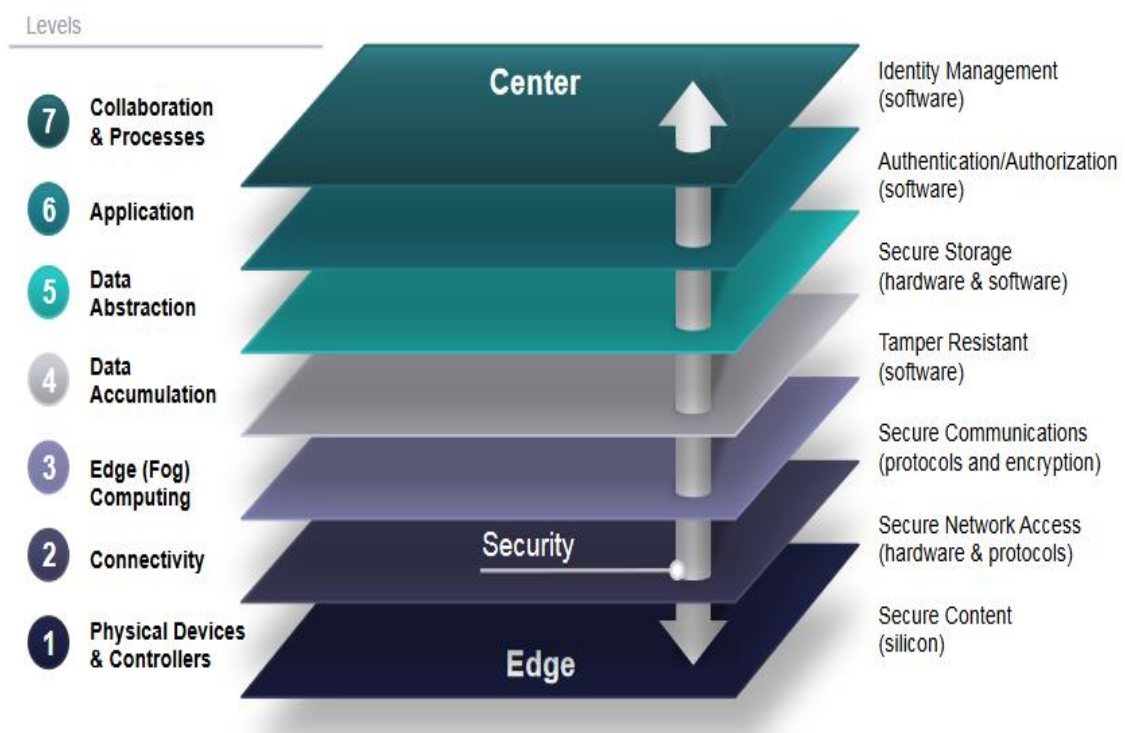 Levels
7
Collaboration
& Processes
6
Application
5
Data
Abstraction
4
Data
Accumulation
3
Edge (Fog)
Computing
2
Connectivity
1
Physical Devices
& Controllers
Center
Security
Edge
Identity Management
(software)
Authentication/Authorization
(software)
Secure Storage
(hardware & software)
Tamper Resistant
(software)
Secure Communications
(protocols and encryption)
Secure Network Access
(hardware & protocols)
Secure Content
(silicon)